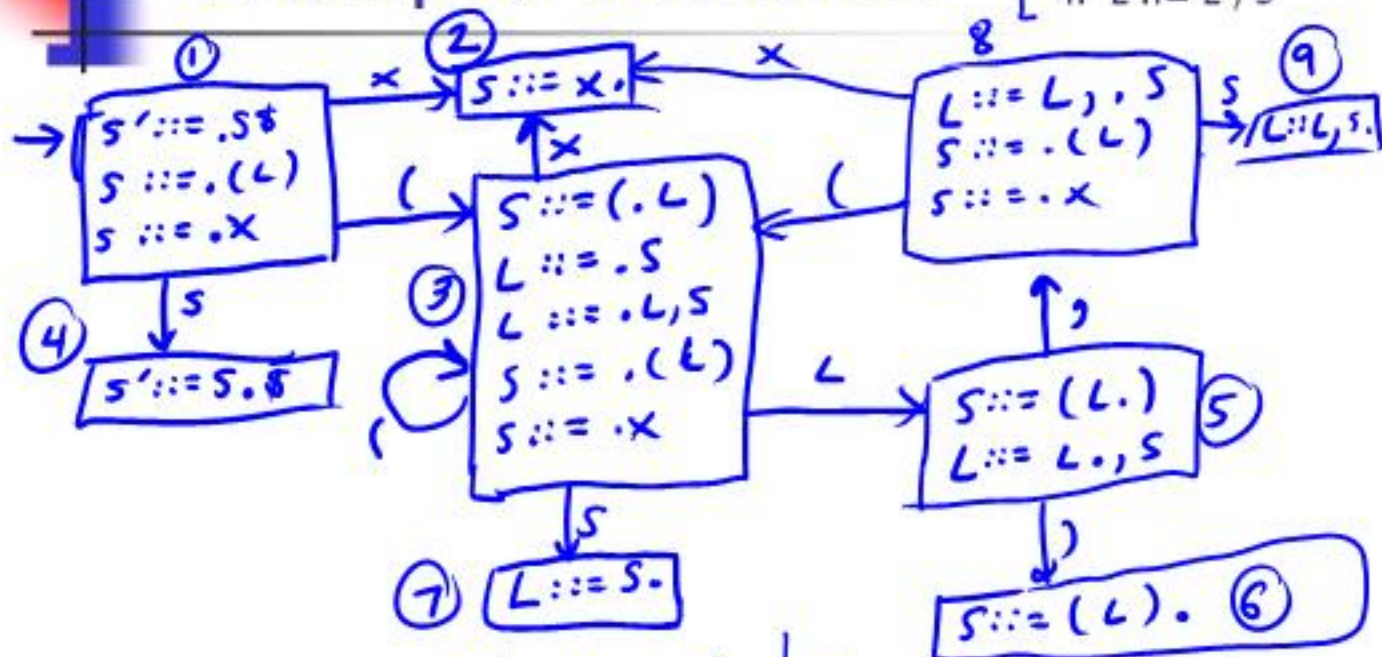 ①
→ S' ::= .S$
S ::= .(L)
S ::= .X
x
(
S
②
S ::= X.
x
x
③
S ::= (.L)
L ::= .S
L ::= .L,S
S ::= .(L)
S ::= .X
(
S
L
④
S' ::= S.$
⑤
S ::= (L.)
L ::= L.,S
,
)
S ::= (L). ⑥
⑦
L ::= S.
8
L ::= L,.S
S ::= .(L)
S ::= .X
(
S
⑨
L ::= L,S.